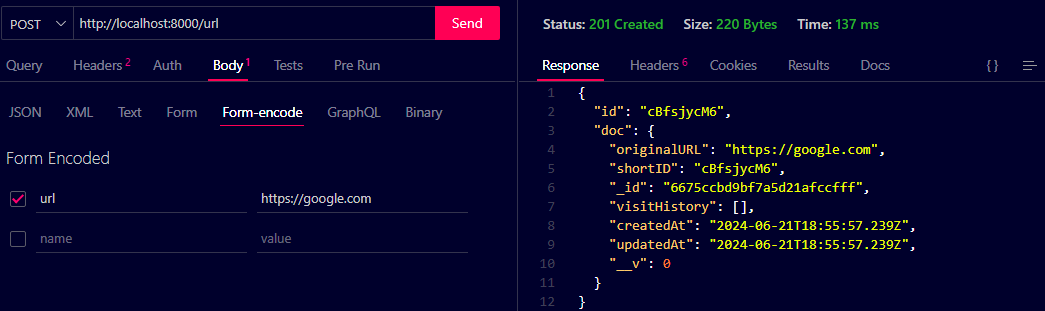 POST http://localhost:8000/url Send
Query Headers 2 Auth Body 1 Tests Pre Run
JSON XML Text Form Form-encode GraphQL Binary
Form Encoded
url https://google.com
name value
Status: 201 Created Size: 220 Bytes Time: 137 ms
Response Headers 6 Cookies Results Docs { }
1 {
2 "id": "cBfsjycM6",
3 "doc": {
4 "originalURL": "https://google.com",
5 "shortID": "cBfsjycM6",
6 "_id": "6675ccbd9bf7a5d21afccfff",
7 "visitHistory": [],
8 "createdAt": "2024-06-21T18:55:57.239Z",
9 "updatedAt": "2024-06-21T18:55:57.239Z",
10 "__v": 0
11 }
12 }